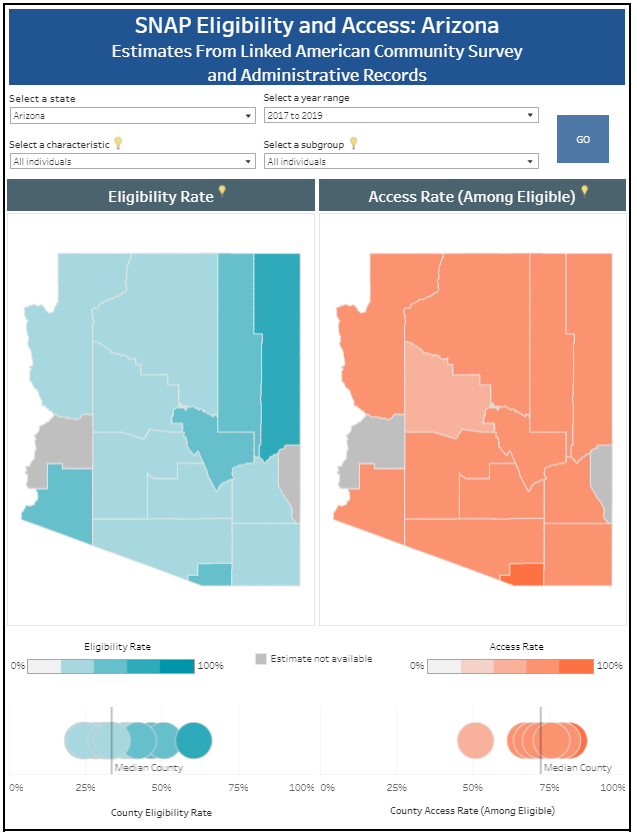 SNAP Eligibility and Access: Arizona
Estimates From Linked American Community Survey
and Administrative Records
Select a state
Select a year range
Arizona
2017 to 2019
GO
Select a characteristic
Select a subgroup
All individuals
All individuals
Eligibility Rate
Access Rate (Among Eligible)
Eligibility Rate
Access Rate
0%
100%
Estimate not available
0%
100%
Median County
Median County
0%
25%
50%
75%
100%
0%
25%
50%
75%
100%
County Eligibility Rate
County Access Rate (Among Eligible)